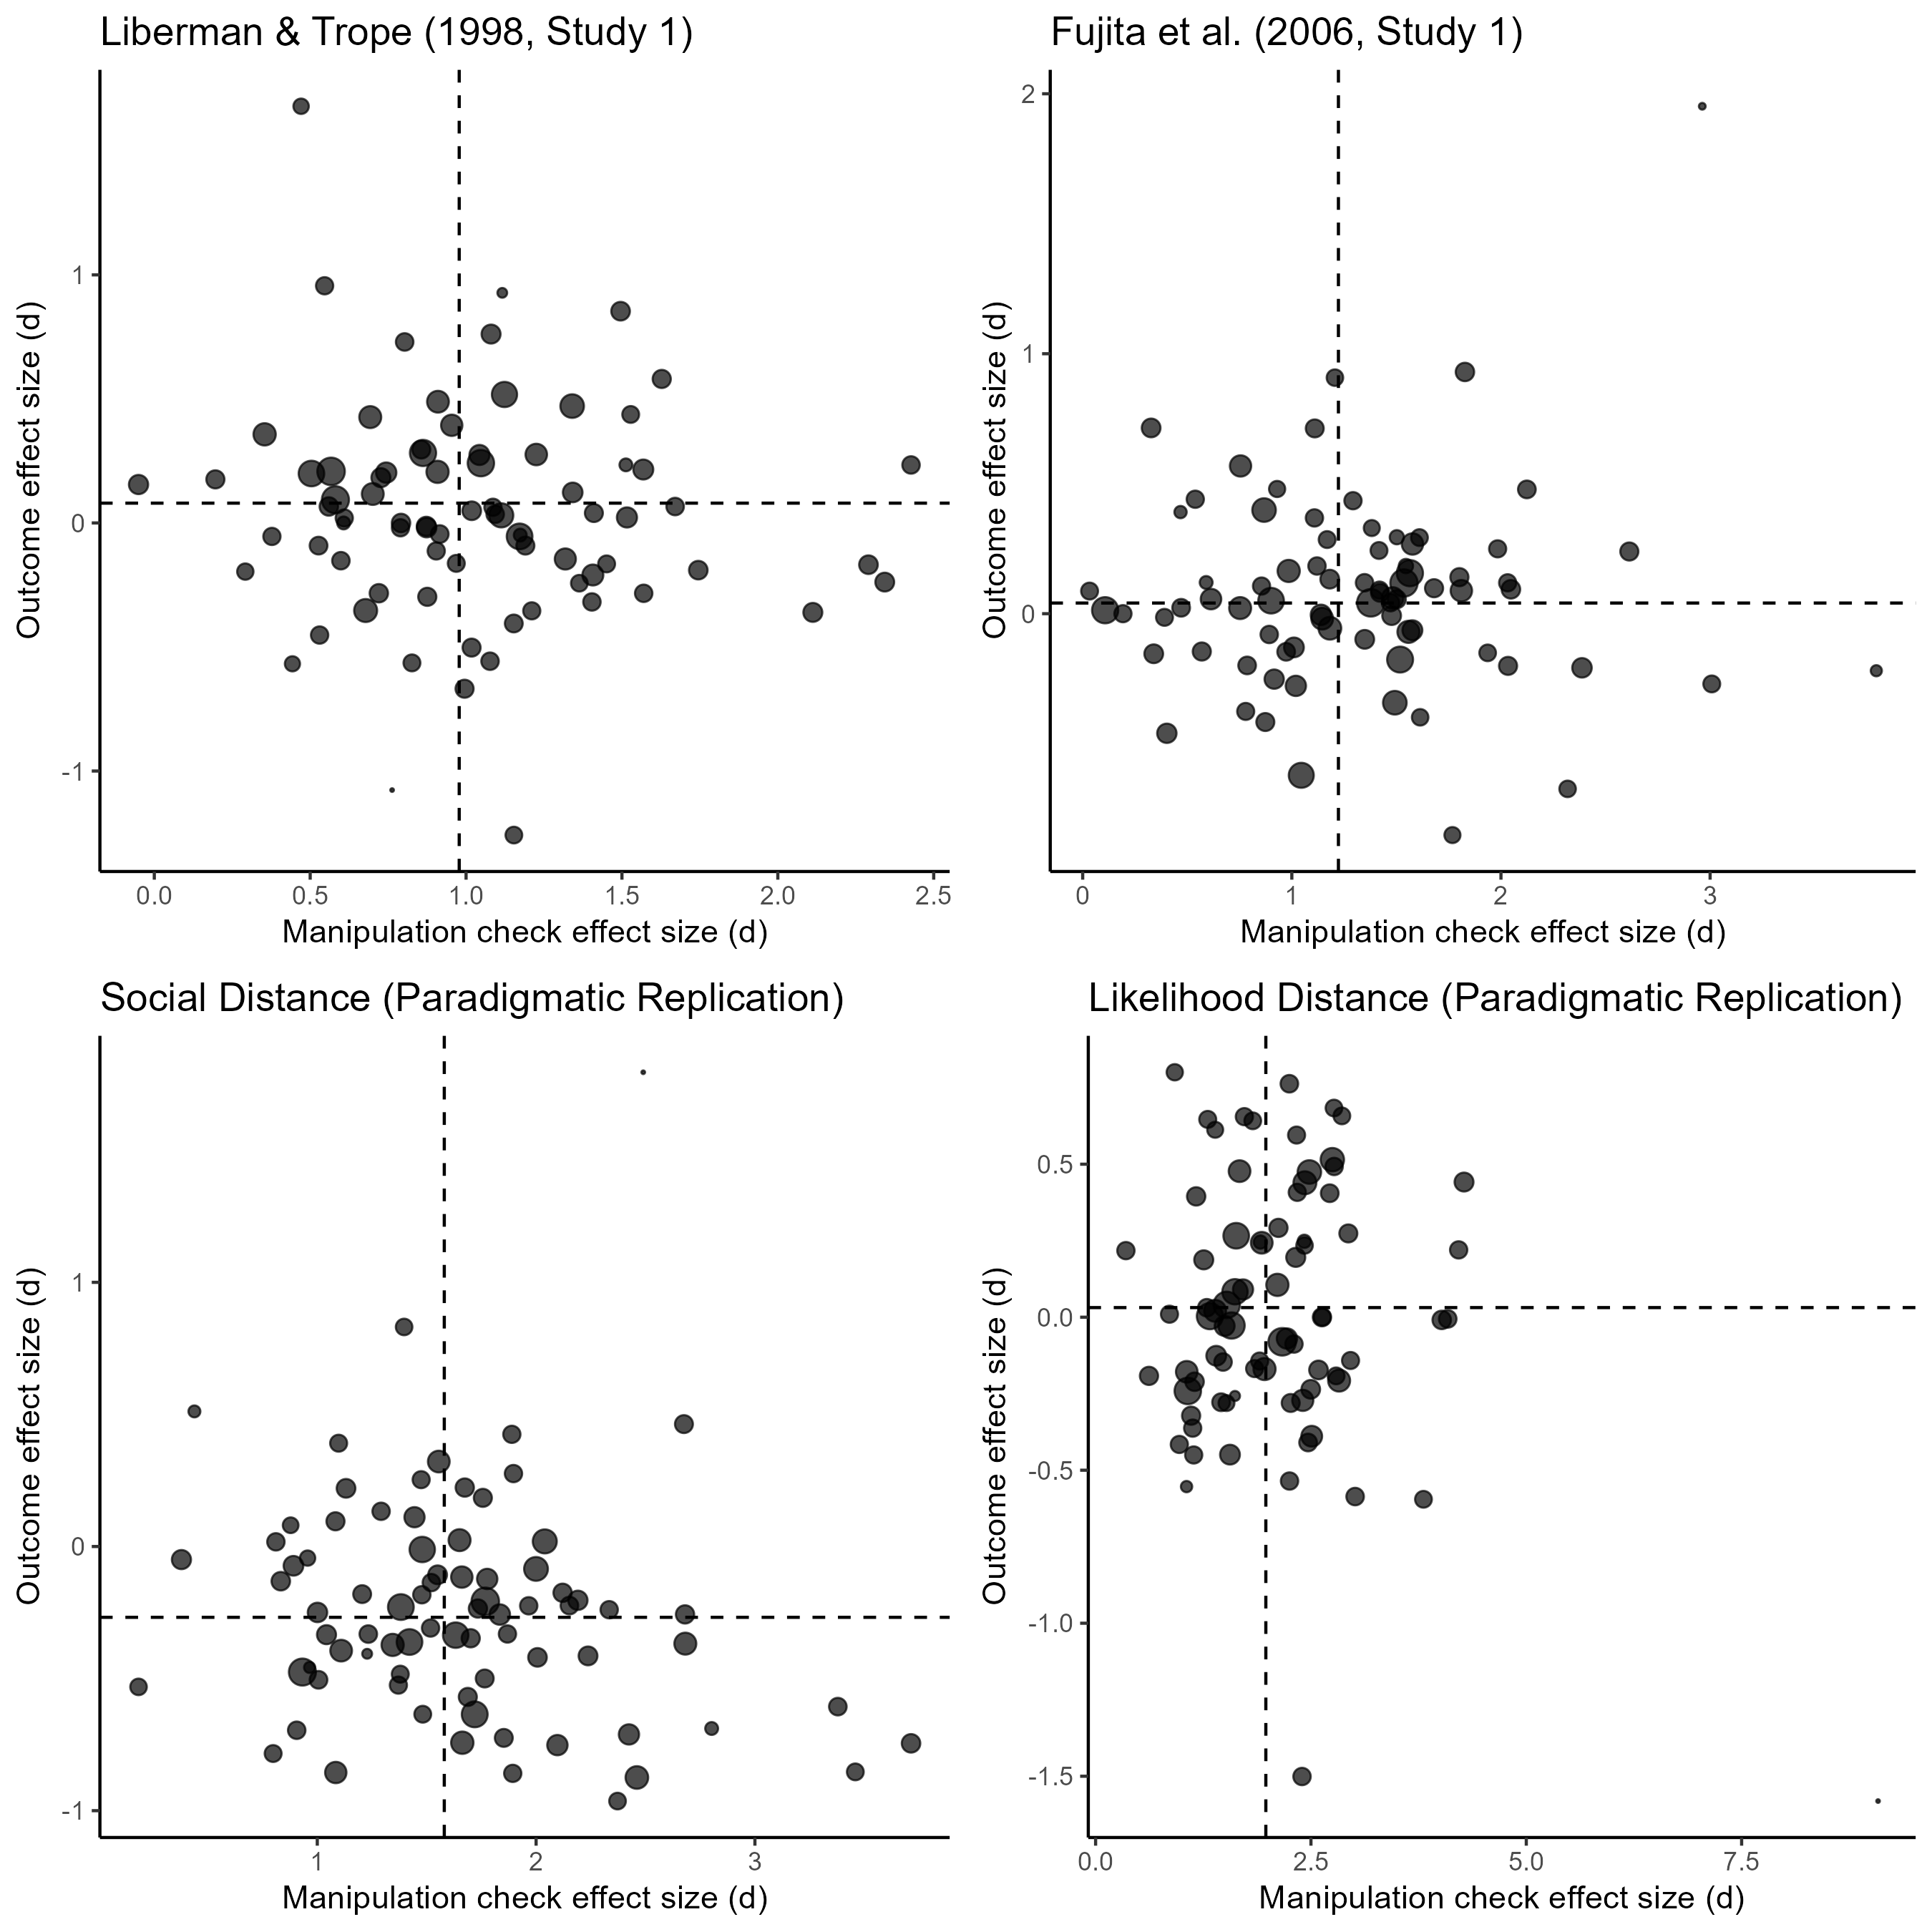 Liberman & Trope (1998, Study 1)
Outcome effect size (d)
1
0
-1
0.0 0.5 1.0 1.5 2.0 2.5
Manipulation check effect size (d)
Fujita et al. (2006, Study 1)
Outcome effect size (d)
2
1
0
0 1 2 3
Manipulation check effect size (d)
Social Distance (Paradigmatic Replication)
Outcome effect size (d)
1
0
-1
1 2 3
Manipulation check effect size (d)
Likelihood Distance (Paradigmatic Replication)
Outcome effect size (d)
0.5
0.0
-0.5
-1.0
-1.5
0.0 2.5 5.0 7.5
Manipulation check effect size (d)